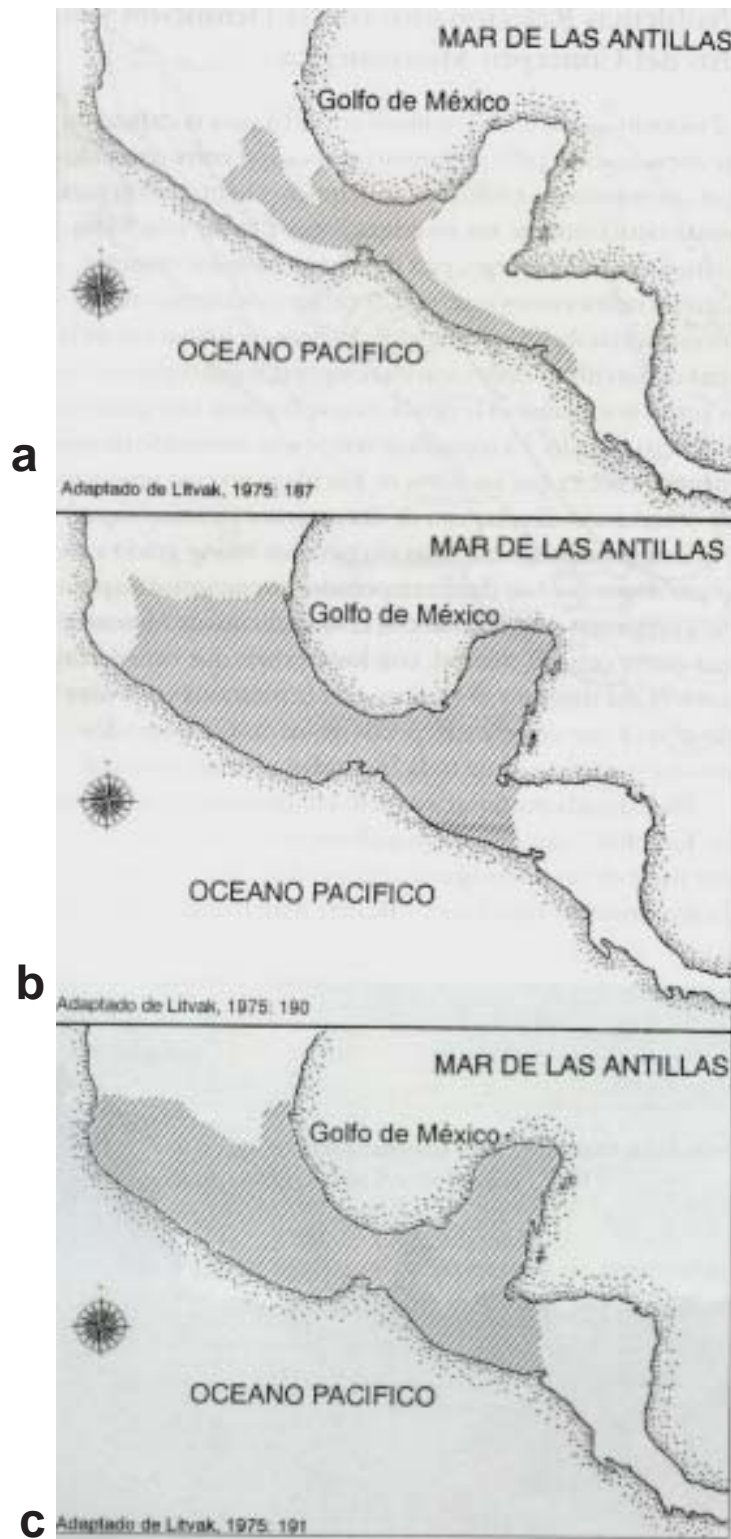 MAR DE LAS ANTILLAS
Golfo de México
OCEANO PACIFICO
a
Adaptado de Litvak, 1975: 187
MAR DE LAS ANTILLAS
Golfo de México
OCEANO PACIFICO
b
Adaptado de Litvak, 1975: 190
MAR DE LAS ANTILLAS
Golfo de México
OCEANO PACIFICO
c
Adaptado de Litvak, 1975: 191